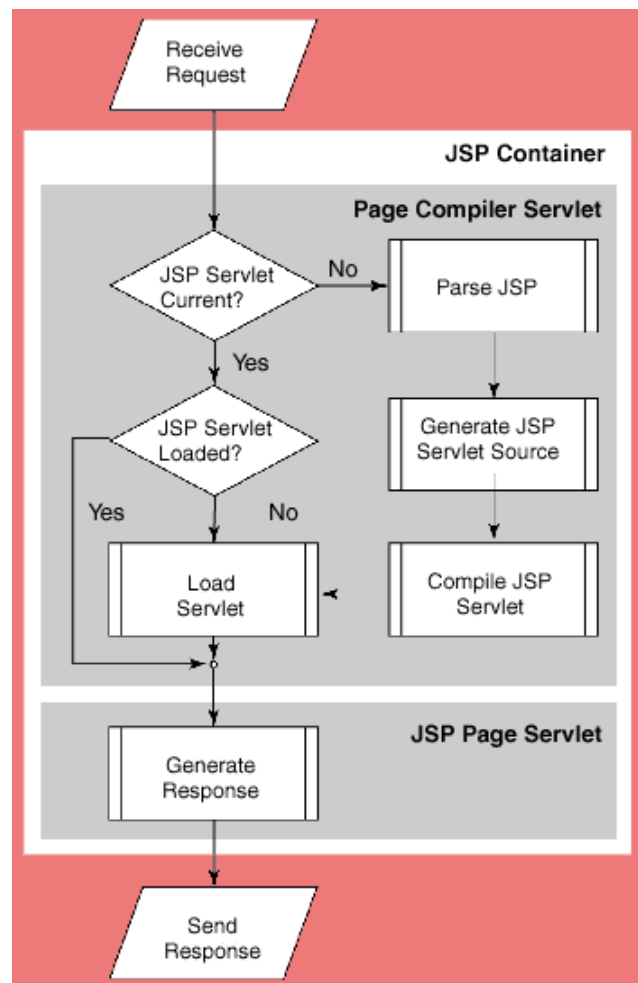 Receive
Request
JSP Container
Page Compiler Servlet
JSP Servlet
Current?
No
Parse JSP
Yes
JSP Servlet
Loaded?
Generate JSP
Servlet Source
Yes
No
Load
Servlet
Compile JSP
Servlet
JSP Page Servlet
Generate
Response
Send
Response